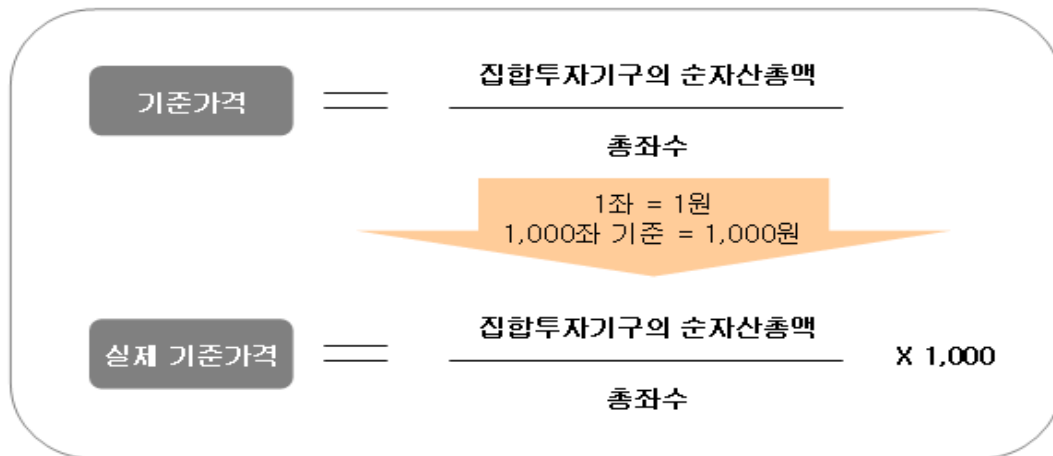 집합투자기구의 순자산총액
기준가격
총좌수
1좌 = 1원
1,000좌 기준 = 1,000원
집합투자기구의 순자산총액
실제 기준가격
X 1,000
총좌수